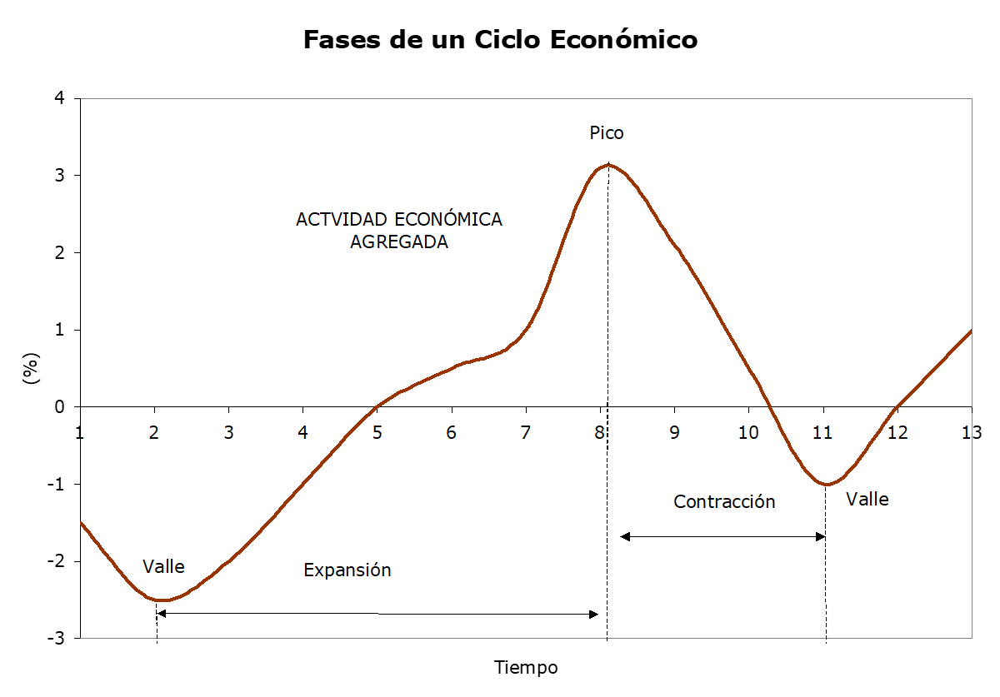 Fases de un Ciclo Económico
4
Pico
3
ACTVIDAD ECONÓMICA
AGREGADA
2
1
(%)
0
1 2 3 4 5 6 7 8 9 10 11 12 13
-1
Contracción
Valle
-2
Valle
Expansión
-3
Tiempo